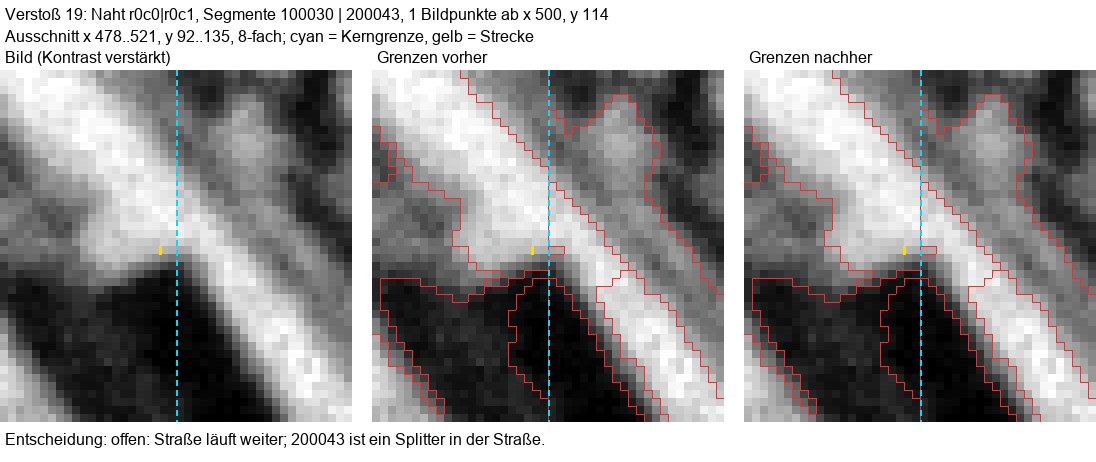 Verstoß 19: Naht r0c0|r0c1, Segmente 100030 | 200043, 1 Bildpunkte ab x 500, y 114
Ausschnitt x 478..521, y 92..135, 8-fach; cyan = Kerngrenze, gelb = Strecke
Bild (Kontrast verstärkt)
Grenzen vorher
Grenzen nachher
Entscheidung: offen: Straße läuft weiter; 200043 ist ein Splitter in der Straße.